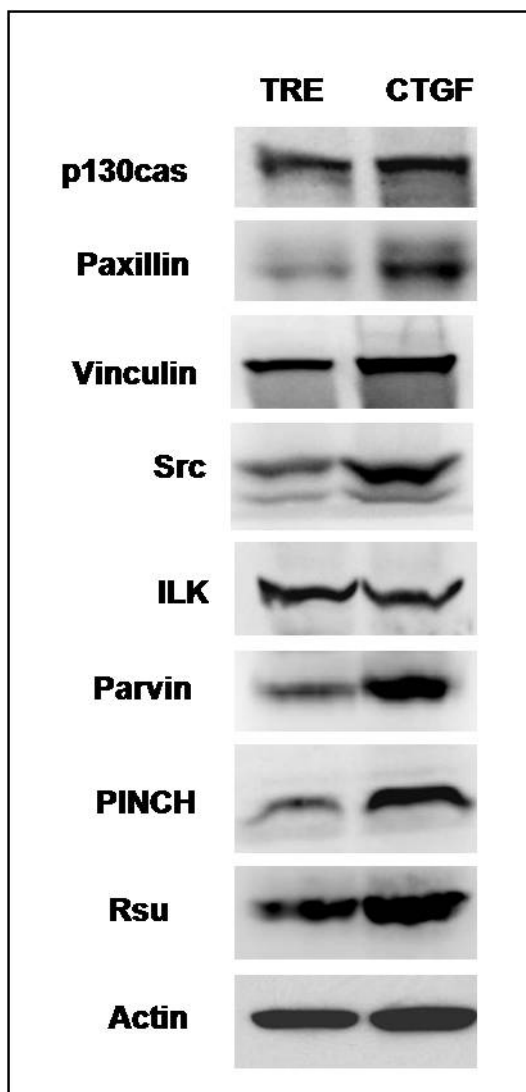 TRE CTGF
p130cas
Paxillin
Vinculin
Src
ILK
Parvin
PINCH
Rsu
Actin